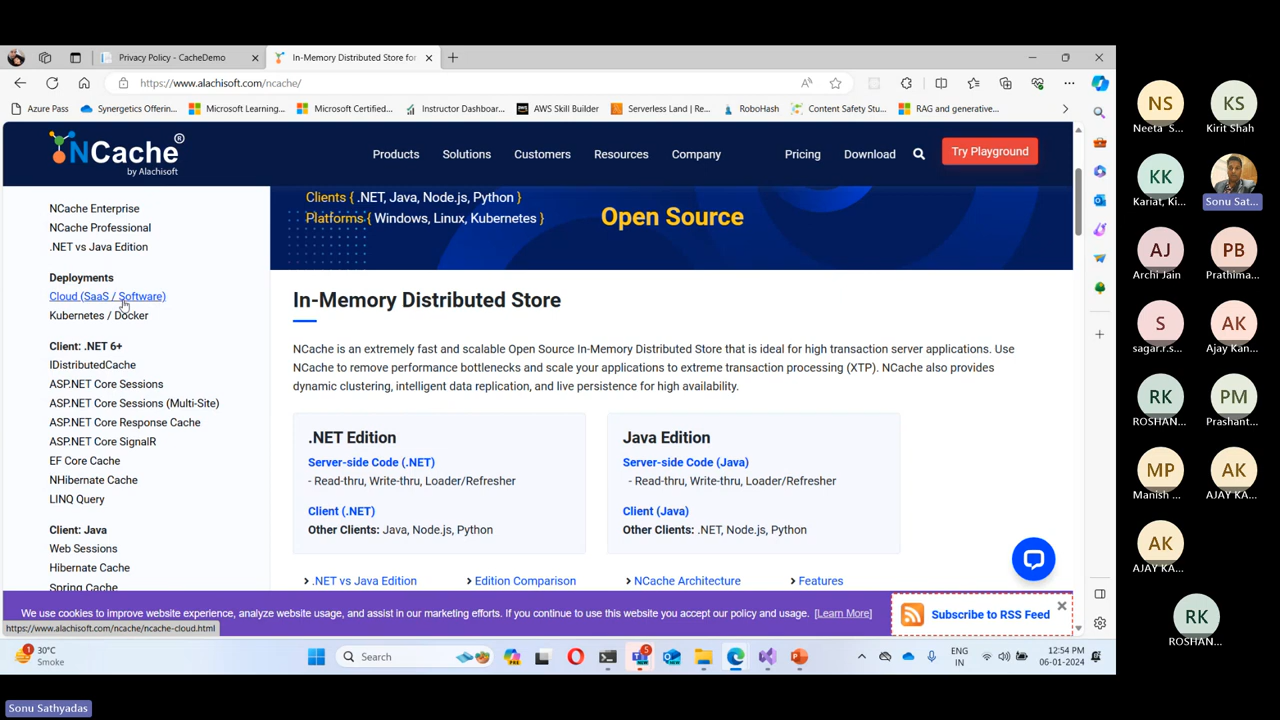 Privacy Policy - CacheDemo
In-Memory Distributed Store for
https://www.alachisoft.com/ncache/
Azure Pass
Synergetics Offerin...
Microsoft Learning...
Microsoft Certified...
Instructor Dashboar...
AWS Skill Builder
Serverless Land | Re...
RoboHash
Content Safety Stu...
RAG and generative...
NCache®
by Alachisoft
Products
Solutions
Customers
Resources
Company
Pricing
Download
Try Playground
NCache Enterprise
NCache Professional
.NET vs Java Edition
Deployments
Cloud (SaaS / Software)
Kubernetes / Docker
Client: .NET 6+
IDistributedCache
ASP.NET Core Sessions
ASP.NET Core Sessions (Multi-Site)
ASP.NET Core Response Cache
ASP.NET Core SignalR
EF Core Cache
NHibernate Cache
LINQ Query
Client: Java
Web Sessions
Hibernate Cache
Spring Cache
Clients { .NET, Java, Node.js, Python }
Platforms { Windows, Linux, Kubernetes }
Open Source
In-Memory Distributed Store
NCache is an extremely fast and scalable Open Source In-Memory Distributed Store that is ideal for high transaction server applications. Use
NCache to remove performance bottlenecks and scale your applications to extreme transaction processing (XTP). NCache also provides
dynamic clustering, intelligent data replication, and live persistence for high availability.
.NET Edition
Server-side Code (.NET)
- Read-thru, Write-thru, Loader/Refresher
Client (.NET)
Other Clients: Java, Node.js, Python
Java Edition
Server-side Code (Java)
- Read-thru, Write-thru, Loader/Refresher
Client (Java)
Other Clients: .NET, Node.js, Python
.NET vs Java Edition
Edition Comparison
NCache Architecture
Features
We use cookies to improve website experience, analyze website usage, and assist in our marketing efforts. If you continue to use this website you accept our policy and usage. [Learn More]
Subscribe to RSS Feed
https://www.alachisoft.com/ncache/ncache-cloud.html
1
30°C
Smoke
Search
5
ENG
IN
12:54 PM
06-01-2024
NS
Neeta S...
KS
Kirit Shah
KK
Kariat, Ki...
Sonu Sat...
AJ
Archi Jain
PB
Prathima...
S
sagar.r.s...
AK
Ajay Kan...
RK
ROSHAN...
PM
Prashant...
MP
Manish ...
AK
AJAY KA...
AK
AJAY KA...
RK
ROSHAN...
Sonu Sathyadas